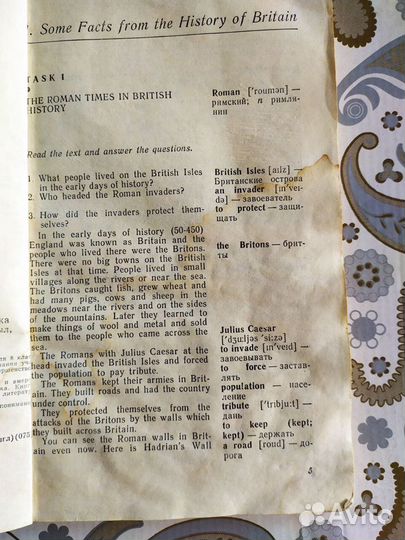 . Some Facts from the History of Britain
TASK 1
THE ROMAN TIMES IN BRITISH
HISTORY
Read the text and answer the questions.
1 What people lived on the British Isles
in the early days of history?
2 Who headed the Roman invaders?
3. How did the invaders protect them-
selves?
In the early days of history (50-450)
England was known as Britain and the
people who lived there were the Britons.
There were no big towns on the British
Isles at that time. People lived in small
villages along the rivers or near the sea.
The Britons caught fish, grew wheat and
had many pigs, cows and sheep in the
meadows near the rivers and on the sides
of the mountains. Later they learned to
make things of wool and metal and sold
them to the people who came across the
sea.
The Romans with Julius Caesar at the
head invaded the British Isles and forced
the population to pay tribute.
The Romans kept their armies in Brit-
ain. They built roads and had the country
under control.
They protected themselves from the
attacks of the Britons by the walls which
they built across Britain.
You can see the Roman walls in Brit-
ain even now. Here is Hadrian's Wall
Roman ['roumən] —
римский; n римля-
нин
British Isles [aılz] —
Британские острова
an invader [ın'veı-
də] — завоеватель
to protect — защи-
щать
the Britons — брит-
ты
Julius Caesar
['dʒu:ljəs 'si:zə]
to invade [ın'veıd] —
завоевывать
to force — застав-
лять
population — насе-
ление
tribute ['trıbju:t] —
дань
to keep (kept;
kept) — держать
a road [roud] — до-
рога
5
Avito